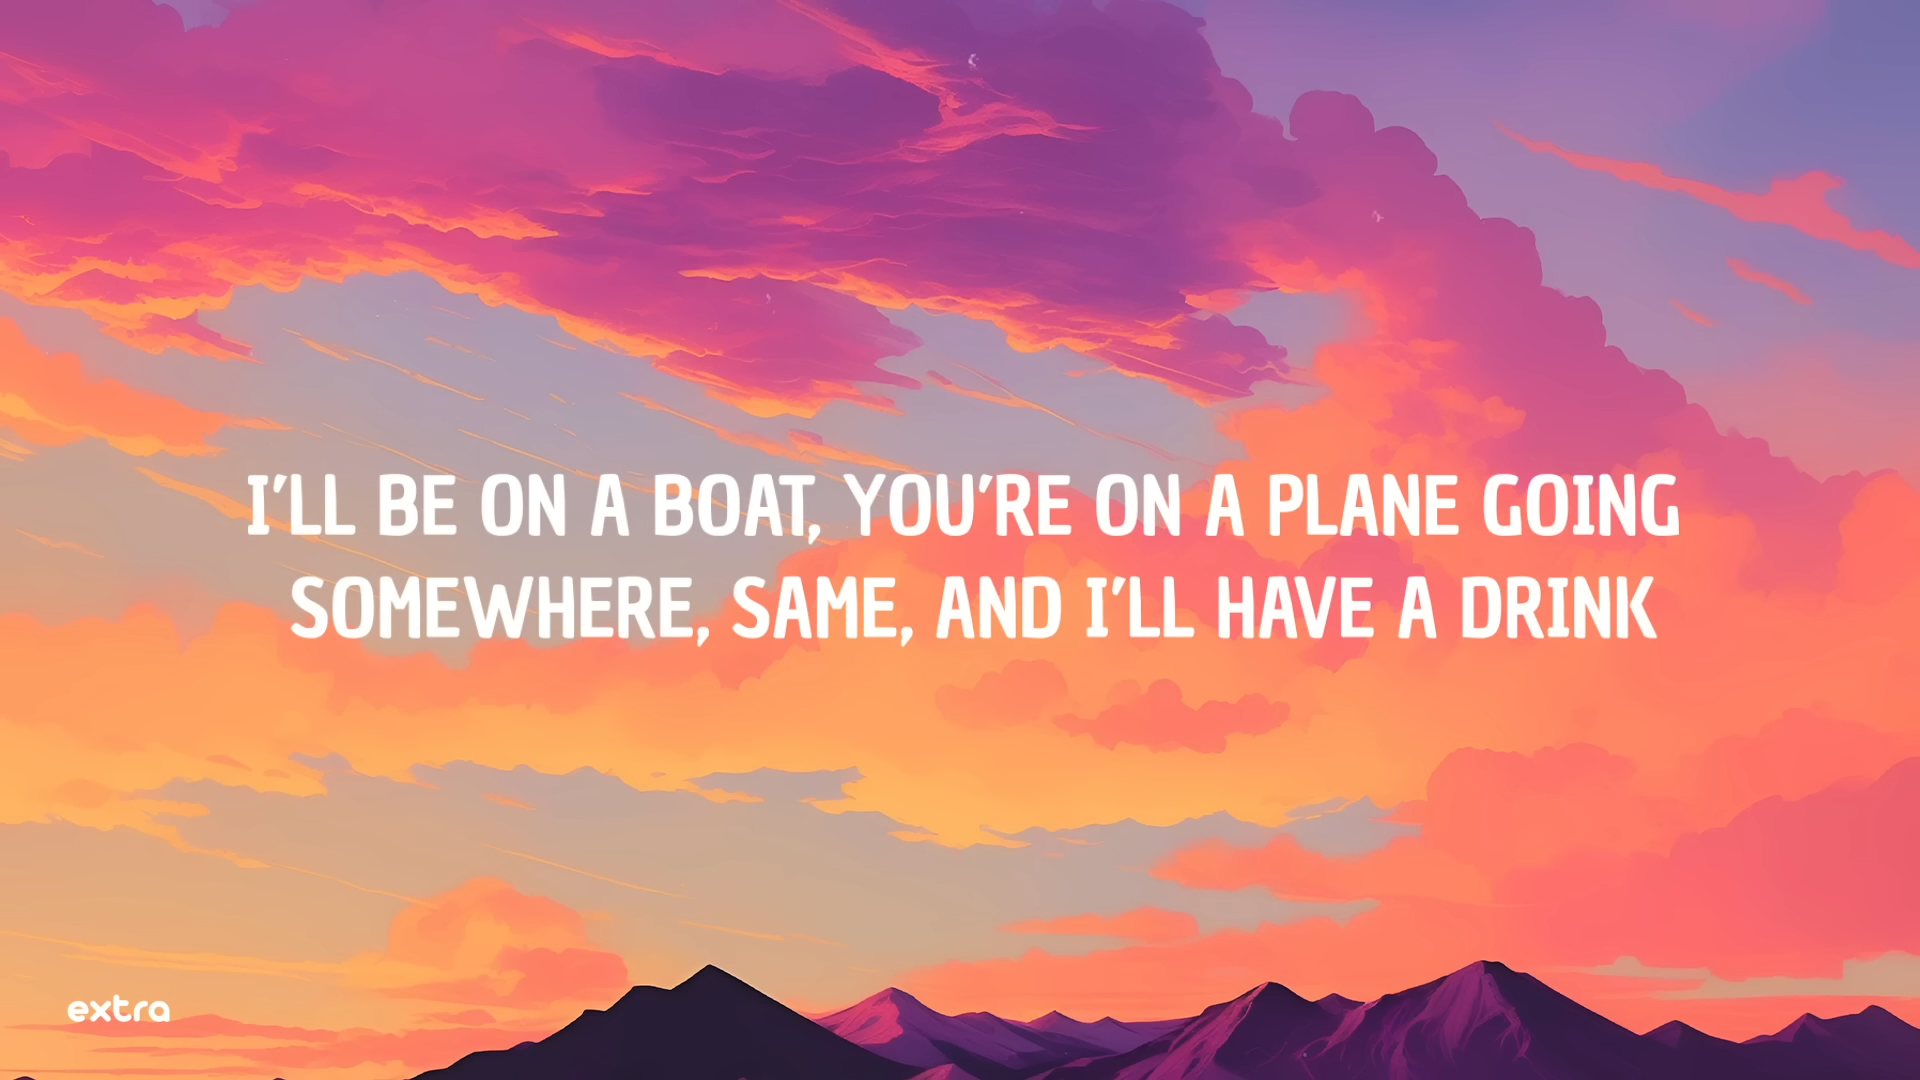 I'LL BE ON A BOAT, YOU'RE ON A PLANE GOING
SOMEWHERE, SAME, AND I'LL HAVE A DRINK
extra